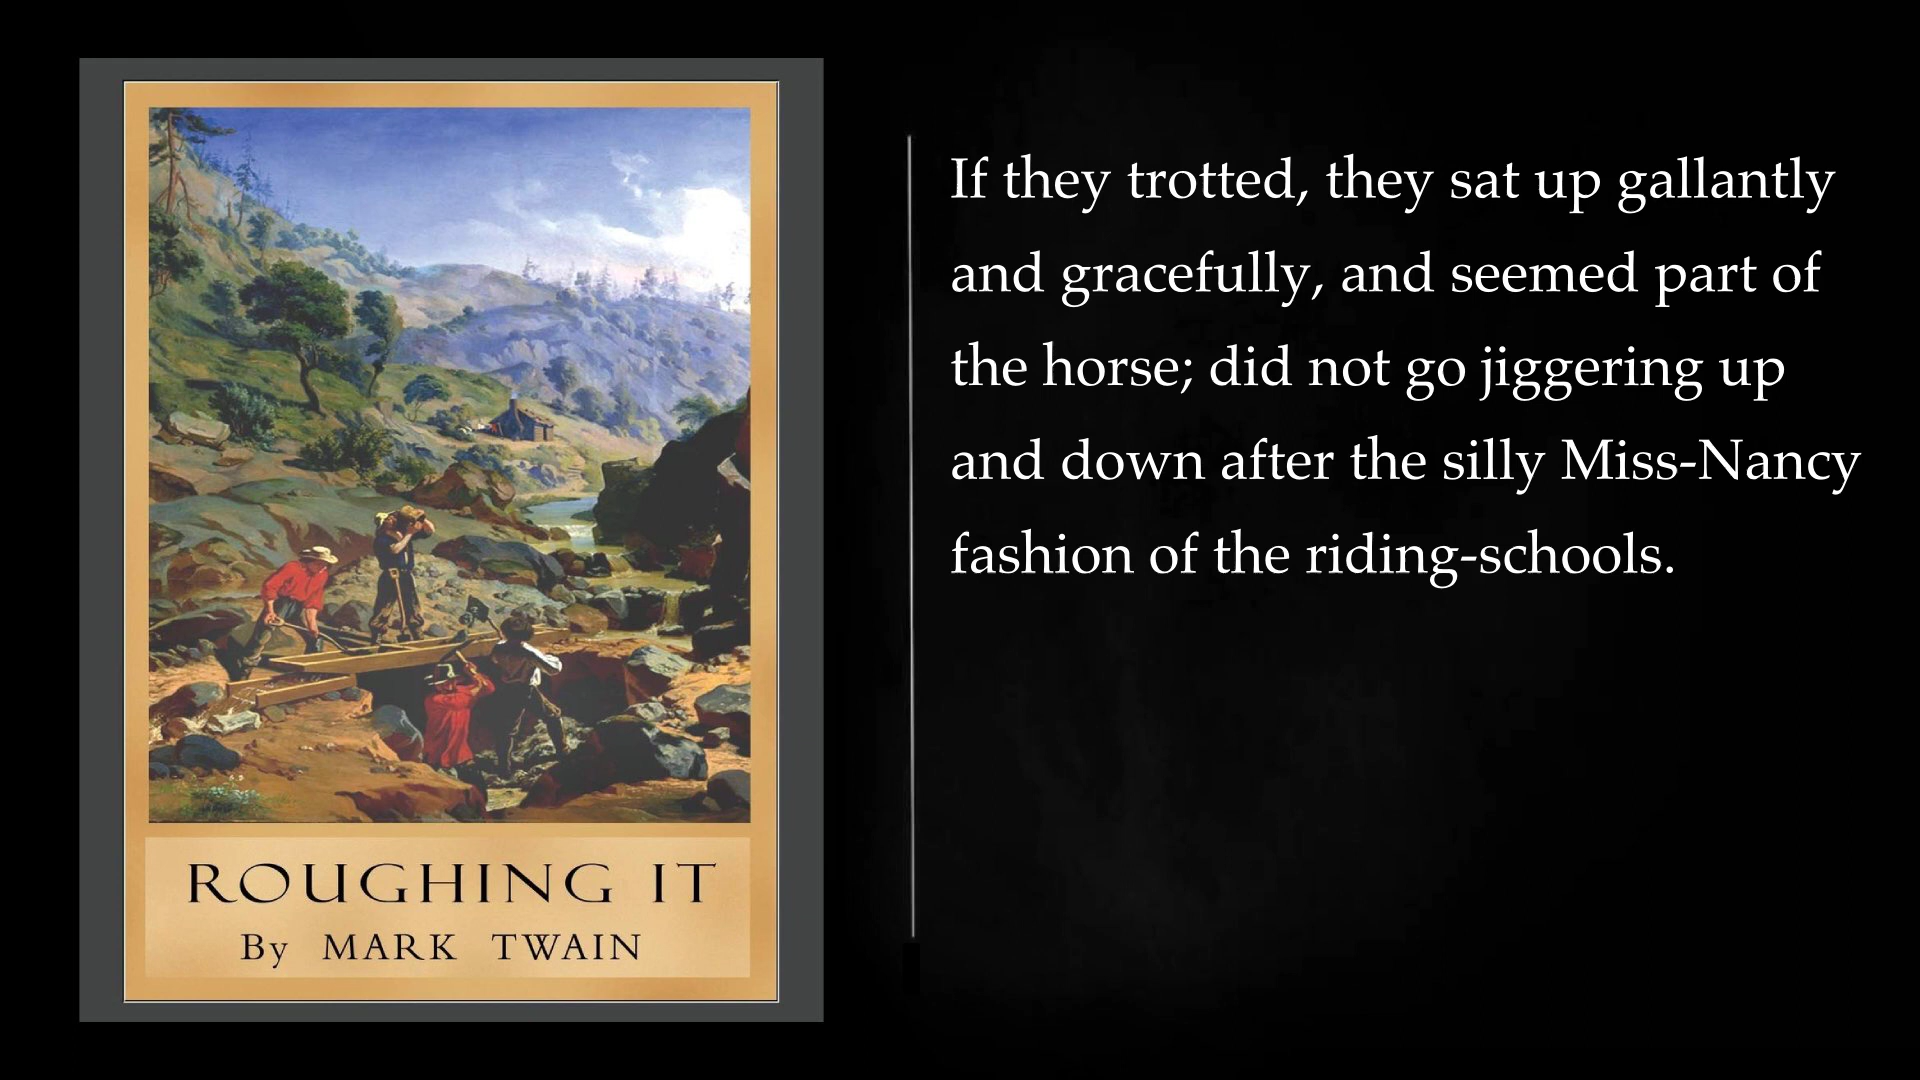 ROUGHING IT
By MARK TWAIN
If they trotted, they sat up gallantly
and gracefully, and seemed part of
the horse; did not go jiggering up
and down after the silly Miss-Nancy
fashion of the riding-schools.